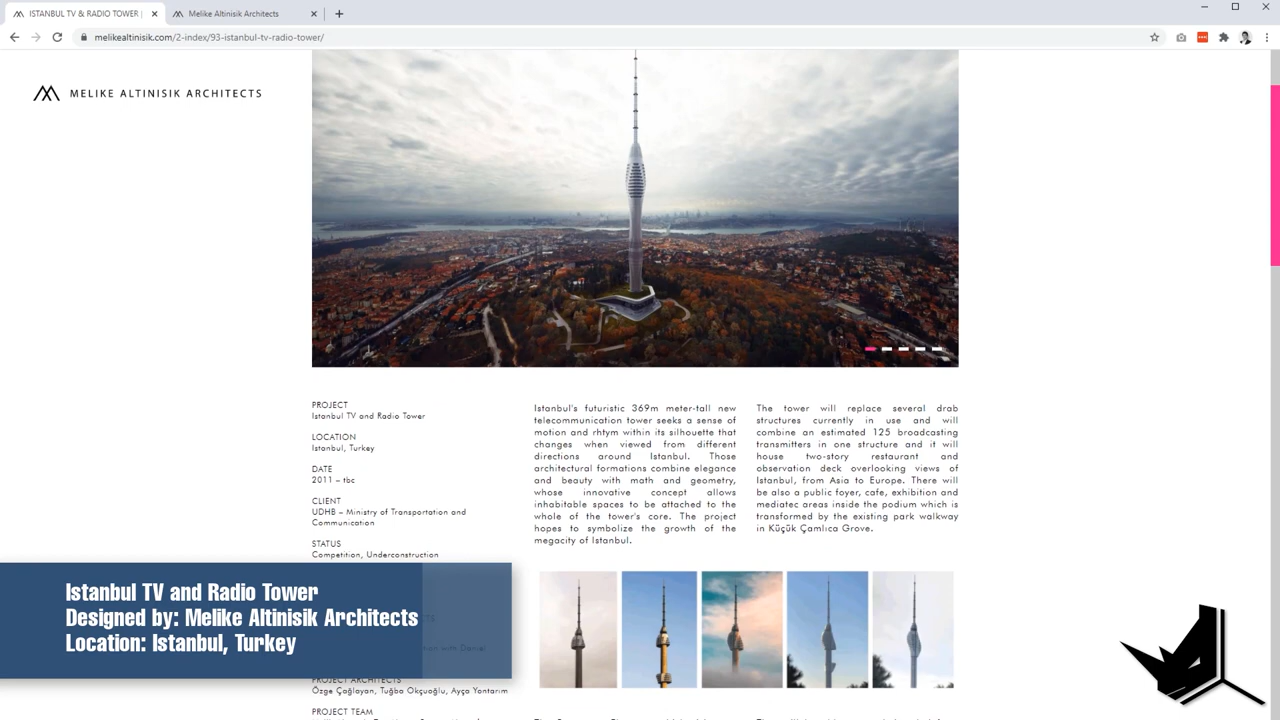 ISTANBUL TV & RADIO TOWER |
Melike Altinisik Architects
melikealtinisik.com/2-index/93-istanbul-tv-radio-tower/
MELIKE ALTINISIK ARCHITECTS
PROJECT
Istanbul TV and Radio Tower
LOCATION
Istanbul, Turkey
DATE
2011 – tbc
CLIENT
UDHB – Ministry of Transportation and
Communication
STATUS
Competition, Underconstruction
Istanbul's futuristic 369m meter-tall new
telecommunication tower seeks a sense of
motion and rhtym within its silhouette that
changes when viewed from different
directions around Istanbul. Those
architectural formations combine elegance
and beauty with math and geometry,
whose innovative concept allows
inhabitable spaces to be attached to the
whole of the tower's core. The project
hopes to symbolize the growth of the
megacity of Istanbul.
The tower will replace several drab
structures currently in use and will
combine an estimated 125 broadcasting
transmitters in one structure and it will
house two-story restaurant and
observation deck overlooking views of
Istanbul, from Asia to Europe. There will
be also a public foyer, cafe, exhibition and
mediatec areas inside the podium which is
transformed by the existing park walkway
in Küçük Çamlıca Grove.
Istanbul TV and Radio Tower
Designed by: Melike Altinisik Architects
Location: Istanbul, Turkey
PROJECT ARCHITECTS
Özge Çağlayan, Tuğba Okçuoğlu, Ayça Yontarım
PROJECT TEAM